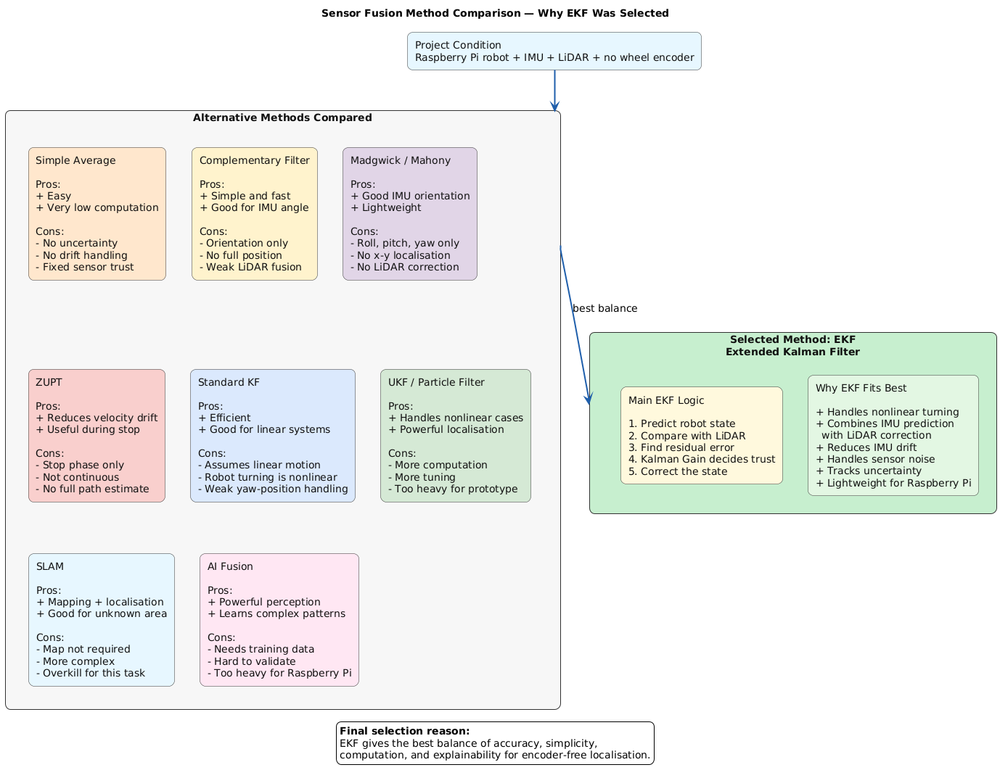 Sensor Fusion Method Comparison — Why EKF Was Selected
Project Condition
Raspberry Pi robot + IMU + LiDAR + no wheel encoder
Alternative Methods Compared
Simple Average
Pros:
+ Easy
+ Very low computation
Cons:
- No uncertainty
- No drift handling
- Fixed sensor trust
Complementary Filter
Pros:
+ Simple and fast
+ Good for IMU angle
Cons:
- Orientation only
- No full position
- Weak LiDAR fusion
Madgwick / Mahony
Pros:
+ Good IMU orientation
+ Lightweight
Cons:
- Roll, pitch, yaw only
- No x-y localisation
- No LiDAR correction
best balance
Selected Method: EKF
Extended Kalman Filter
Main EKF Logic
1. Predict robot state
2. Compare with LiDAR
3. Find residual error
4. Kalman Gain decides trust
5. Correct the state
Why EKF Fits Best
+ Handles nonlinear turning
+ Combines IMU prediction
with LiDAR correction
+ Reduces IMU drift
+ Handles sensor noise
+ Tracks uncertainty
+ Lightweight for Raspberry Pi
ZUPT
Pros:
+ Reduces velocity drift
+ Useful during stop
Cons:
- Stop phase only
- Not continuous
- No full path estimate
Standard KF
Pros:
+ Efficient
+ Good for linear systems
Cons:
- Assumes linear motion
- Robot turning is nonlinear
- Weak yaw-position handling
UKF / Particle Filter
Pros:
+ Handles nonlinear cases
+ Powerful localisation
Cons:
- More computation
- More tuning
- Too heavy for prototype
SLAM
Pros:
+ Mapping + localisation
+ Good for unknown area
Cons:
- Map not required
- More complex
- Overkill for this task
AI Fusion
Pros:
+ Powerful perception
+ Learns complex patterns
Cons:
- Needs training data
- Hard to validate
- Too heavy for Raspberry Pi
Final selection reason:
EKF gives the best balance of accuracy, simplicity,
computation, and explainability for encoder-free localisation.